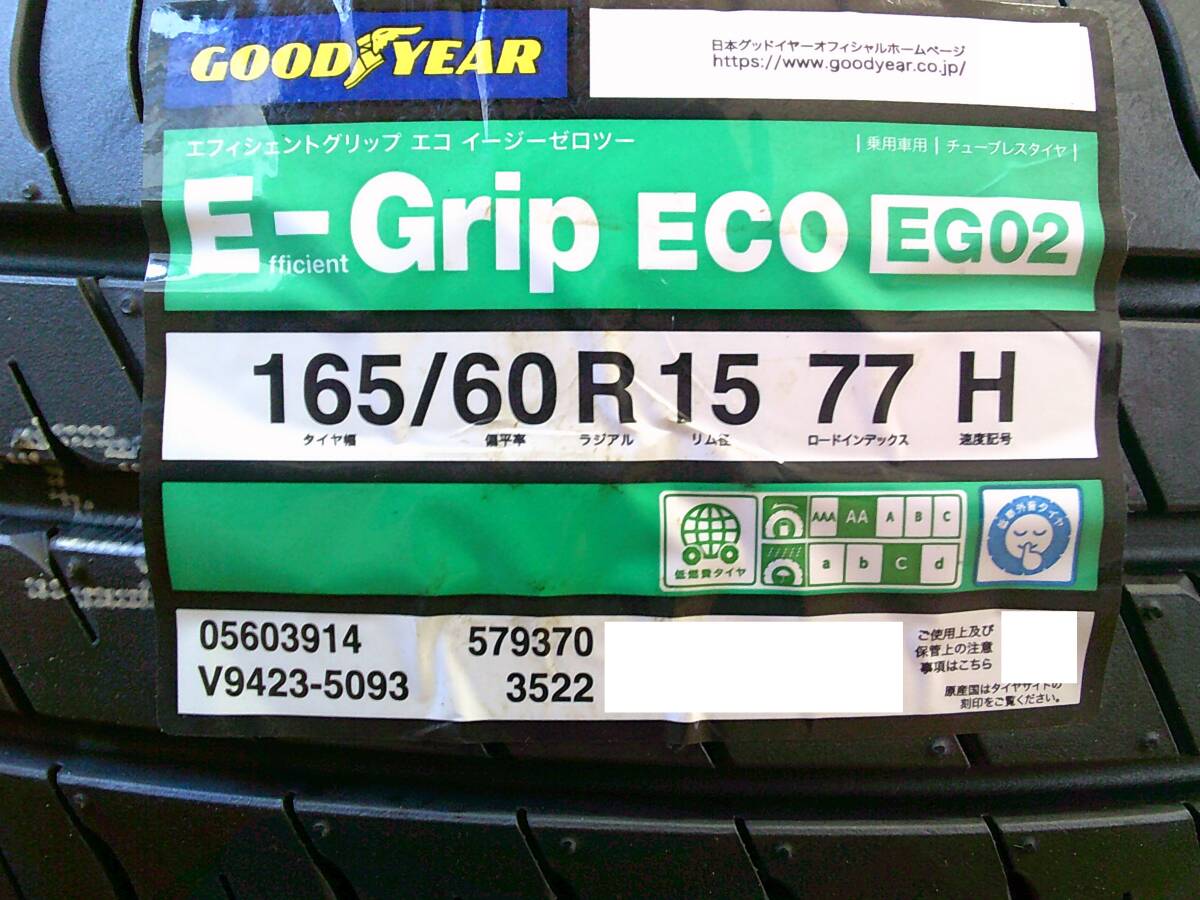 GOODYEAR
日本グッドイヤーオフィシャルホームページ
https://www.goodyear.co.jp/
エフィシェントグリップ エコ イージーゼロツー
| 乗用車用 | チューブレスタイヤ |
E-Grip ECO EG02
fficient
165/60 R 15 77 H
タイヤ幅 偏平率 ラジアル リム径 ロードインデックス 速度記号
AAA AA A B C
a b c d
低燃費タイヤ
低車外音タイヤ
05603914 579370
V9423-5093 3522
ご使用上及び
保管上の注意
事項はこちら
原産国はタイヤサイドの
刻印をご覧ください。